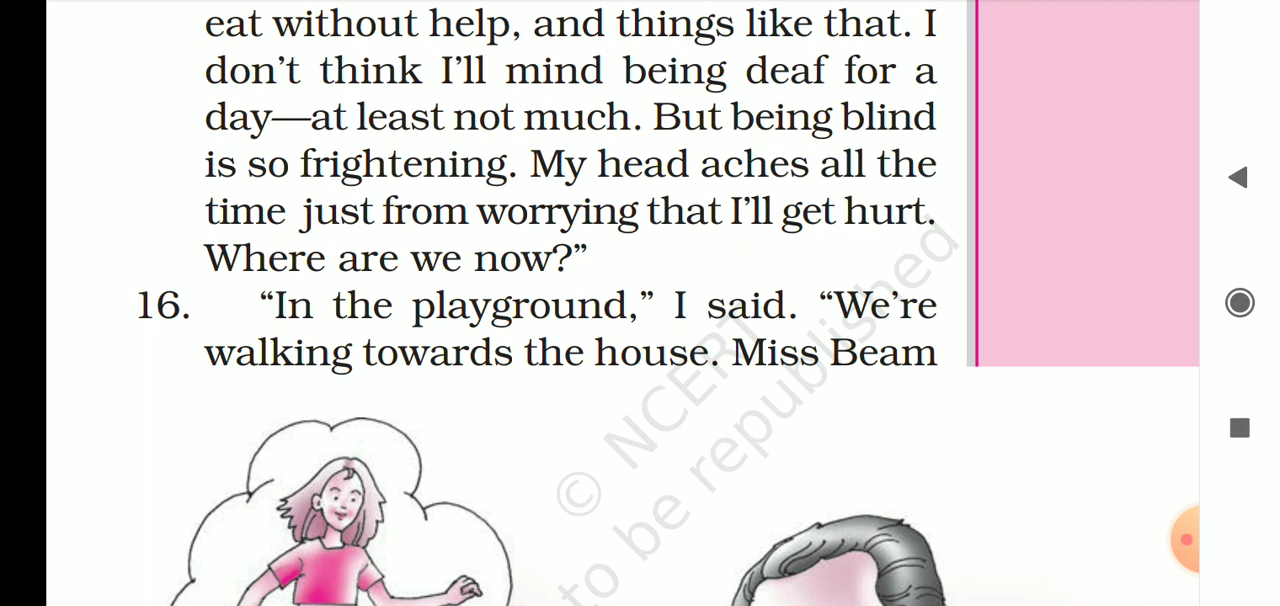 eat without help, and things like that. I
don’t think I’ll mind being deaf for a
day—at least not much. But being blind
is so frightening. My head aches all the
time just from worrying that I’ll get hurt.
Where are we now?”
16. “In the playground,” I said. “We’re
walking towards the house. Miss Beam
© NCERT
to be republished